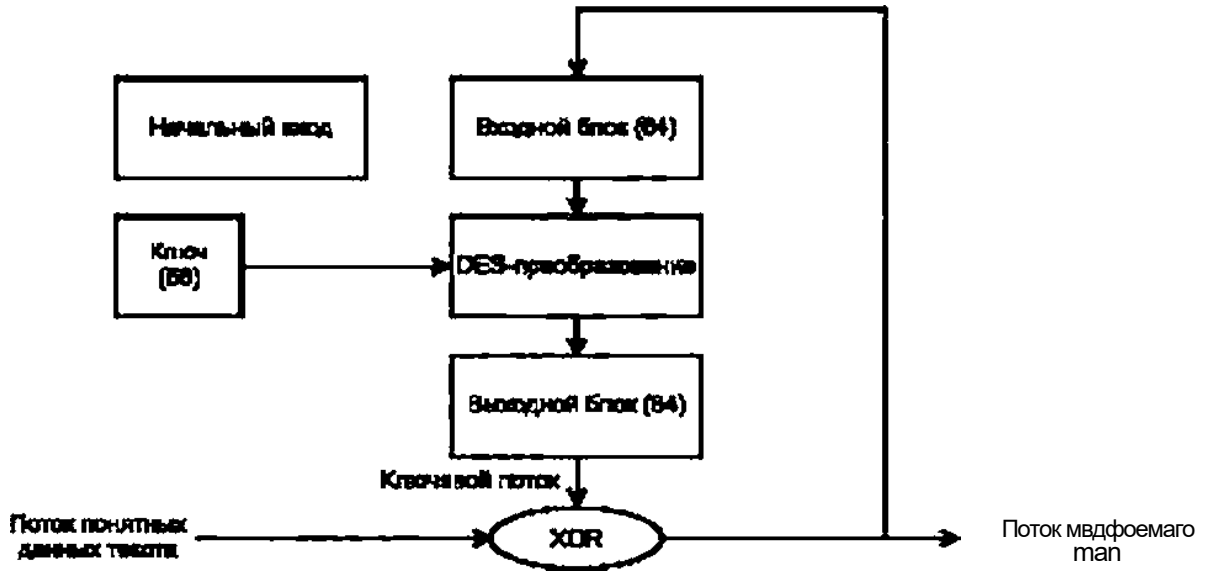 Начальный ввод
Входной блок (64)
Ключ
(56)
DES-преобразование
Выходной блок (64)
Ключевой поток
Поток понятных
данных текста
XOR
Поток мвдфоемаго
man